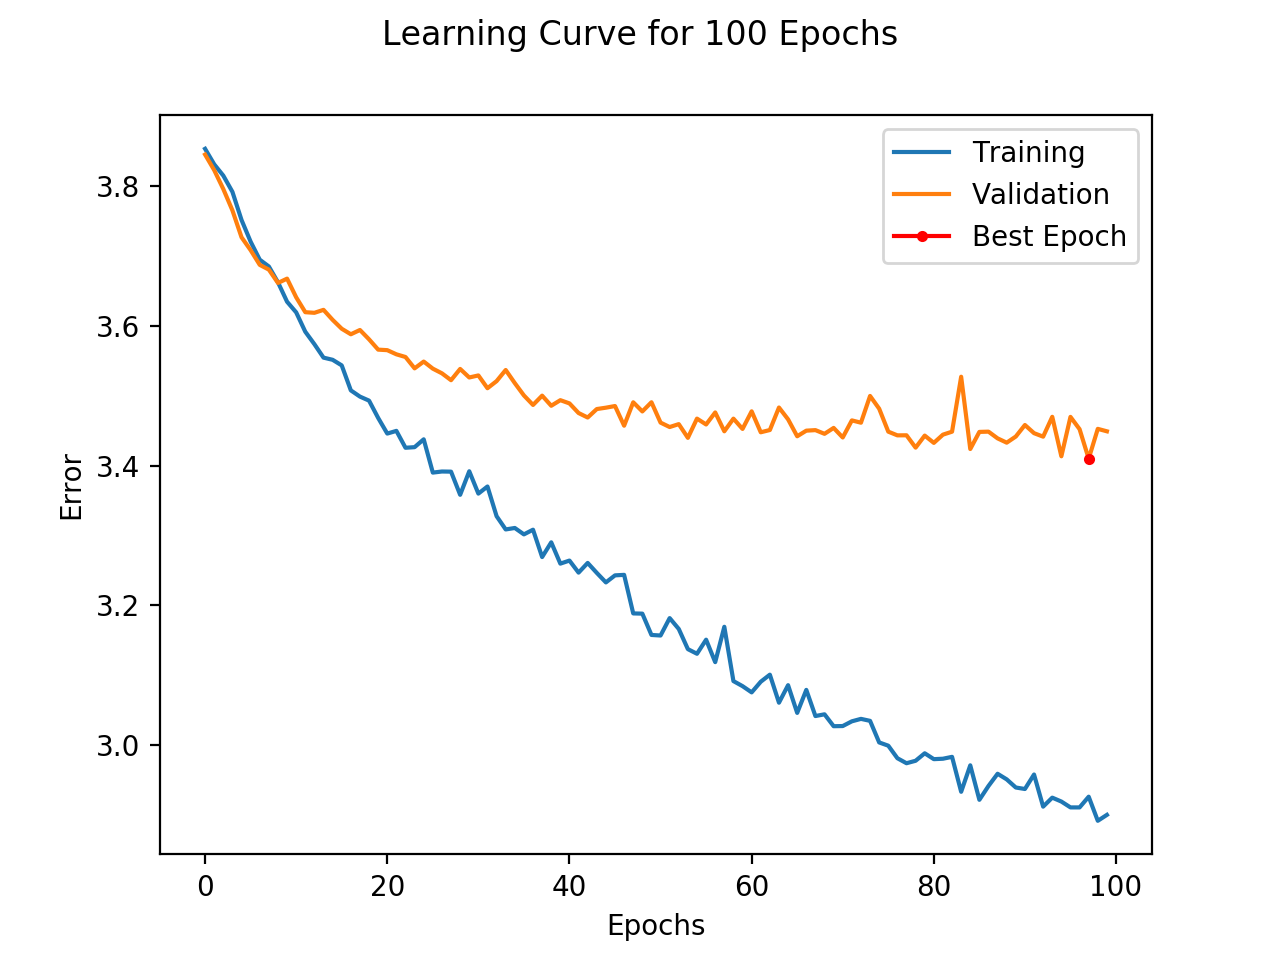 Learning Curve for 100 Epochs
Training
Validation
Best Epoch
3.8
3.6
3.4
3.2
3.0
Error
0 20 40 60 80 100
Epochs